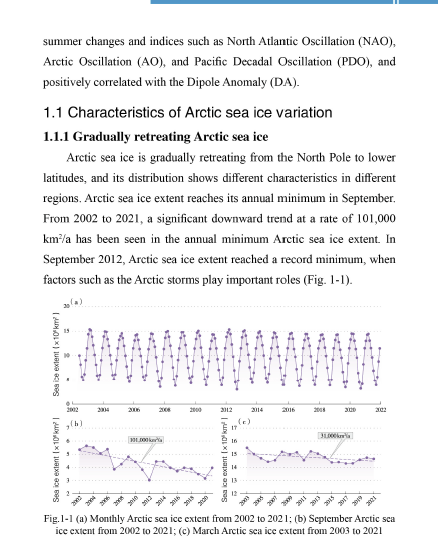 summer changes and indices such as North Atlantic Oscillation (NAO),
Arctic Oscillation (AO), and Pacific Decadal Oscillation (PDO), and
positively correlated with the Dipole Anomaly (DA).
1.1 Characteristics of Arctic sea ice variation
1.1.1 Gradually retreating Arctic sea ice
Arctic sea ice is gradually retreating from the North Pole to lower
latitudes, and its distribution shows different characteristics in different
regions. Arctic sea ice extent reaches its annual minimum in September.
From 2002 to 2021, a significant downward trend at a rate of 101,000
km²/a has been seen in the annual minimum Arctic sea ice extent. In
September 2012, Arctic sea ice extent reached a record minimum, when
factors such as the Arctic storms play important roles (Fig. 1-1).
(a)
Sea ice extent [×10⁶km²]
20
15
10
5
0
2002 2004 2006 2008 2010 2012 2014 2016 2018 2020 2022
(b)
Sea ice extent [×10⁶km²]
7
6
5
4
3
2
101,000km²/a
2002 2004 2006 2008 2010 2012 2014 2016 2018 2020
(c)
Sea ice extent [×10⁶km²]
17
16
15
14
13
12
31,000km²/a
2003 2005 2007 2009 2011 2013 2015 2017 2019 2021
Fig.1-1 (a) Monthly Arctic sea ice extent from 2002 to 2021; (b) September Arctic sea
ice extent from 2002 to 2021; (c) March Arctic sea ice extent from 2003 to 2021